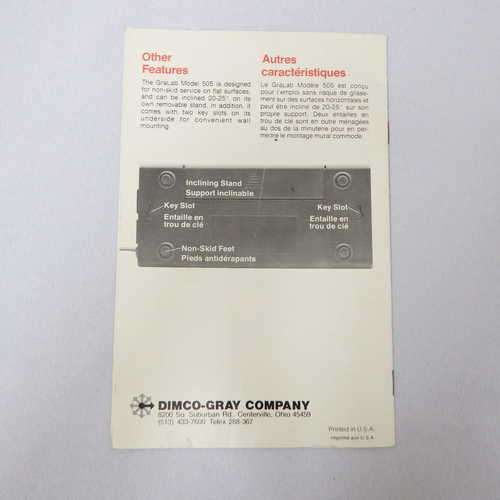 Other
Features
The GraLab Model 505 is designed
for non-skid service on flat surfaces,
and can be inclined 20-25° on its
own removable stand. In addition, it
comes with two key slots on its
underside for convenient wall
mounting.
Autres
caractéristiques
Le GraLab Modèle 505 est conçu
pour l'emploi sans risque de glisse-
ment sur des surfaces horizontales et
peut être incliné de 20-25° sur son
propre support. Deux entailles en
trou de clé sont en outre ménagées
au dos de la minuterie pour en per-
mettre le montage mural commode.
Inclining Stand
Support inclinable
Key Slot
Entaille en
trou de clé
Key Slot
Entaille en
trou de clé
Non-Skid Feet
Pieds antidérapants
DIMCO-GRAY COMPANY
8200 So. Suburban Rd., Centerville, Ohio 45459
(513) 433-7600 Telex 288-367
Printed in U.S.A.
Imprimé aux U.S.A.